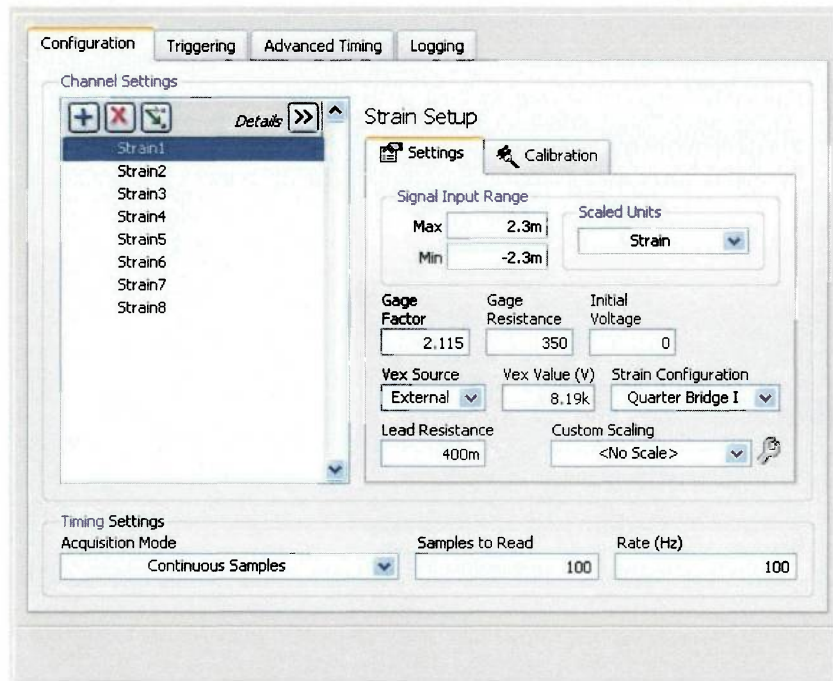 Configuration Triggering Advanced Timing Logging
Channel Settings
Details
Strain1
Strain2
Strain3
Strain4
Strain5
Strain6
Strain7
Strain8
Strain Setup
Settings Calibration
Signal Input Range
Max 2.3m
Min -2.3m
Scaled Units
Strain
Gage Factor
2.115
Gage Resistance
350
Initial Voltage
0
Vex Source
External
Vex Value (V)
8.19k
Strain Configuration
Quarter Bridge I
Lead Resistance
400m
Custom Scaling
<No Scale>
Timing Settings
Acquisition Mode
Continuous Samples
Samples to Read
100
Rate (Hz)
100